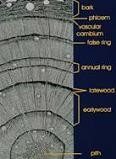 bark
phloem
vascular
cambium
false ring
annual ring
latewood
earlywood
pith